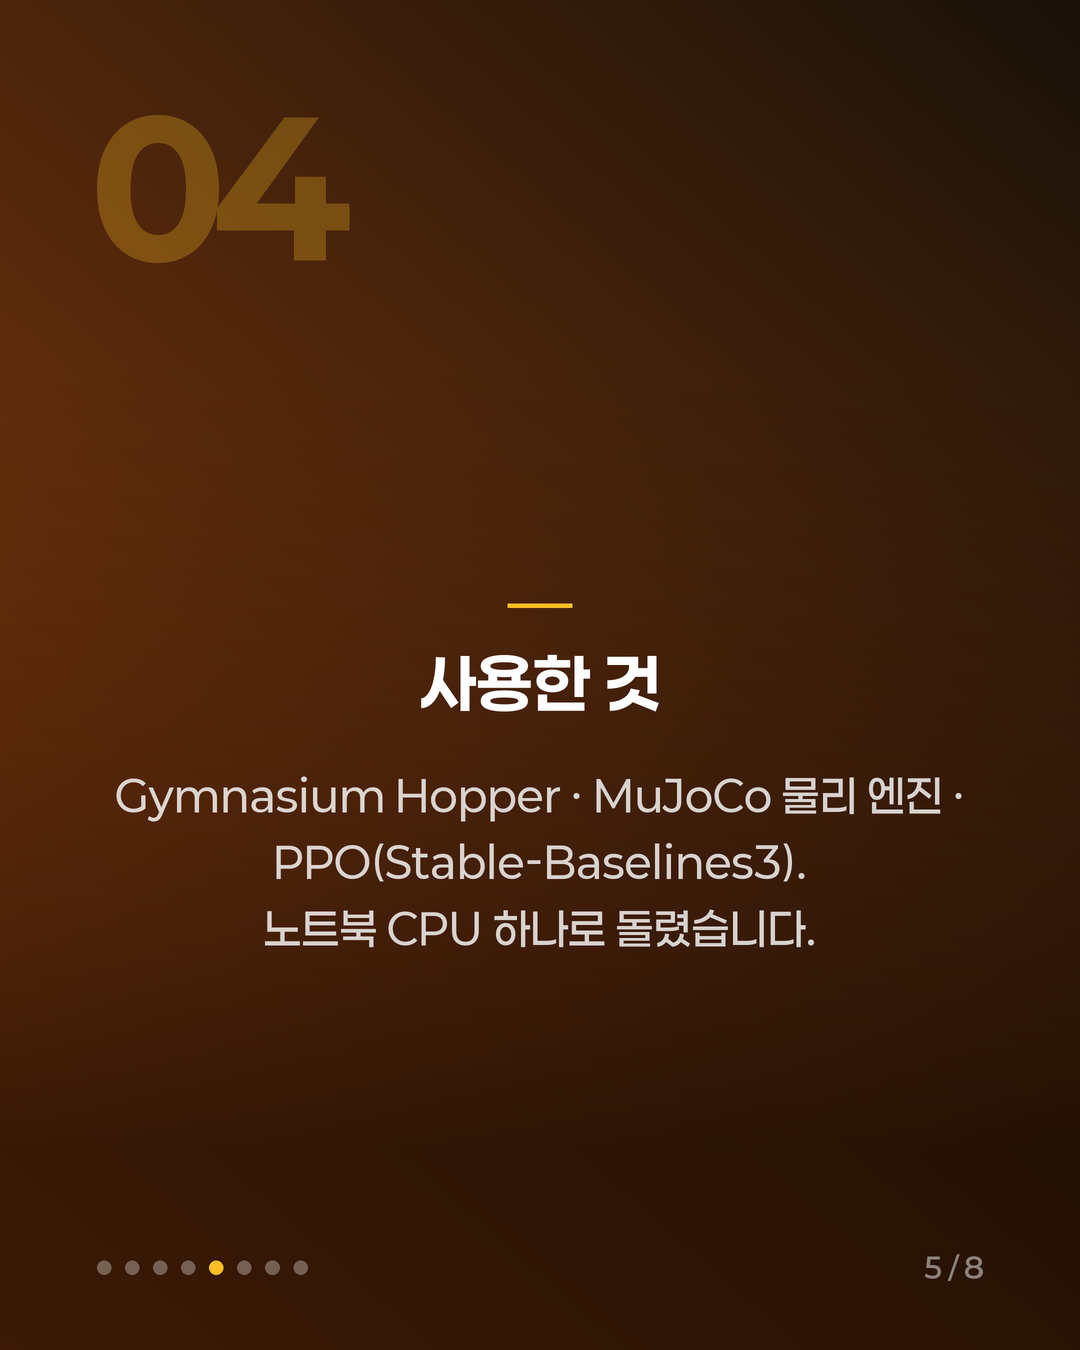 04
사용한 것
Gymnasium Hopper · MuJoCo 물리 엔진 ·
PPO(Stable-Baselines3).
노트북 CPU 하나로 돌렸습니다.
5/8